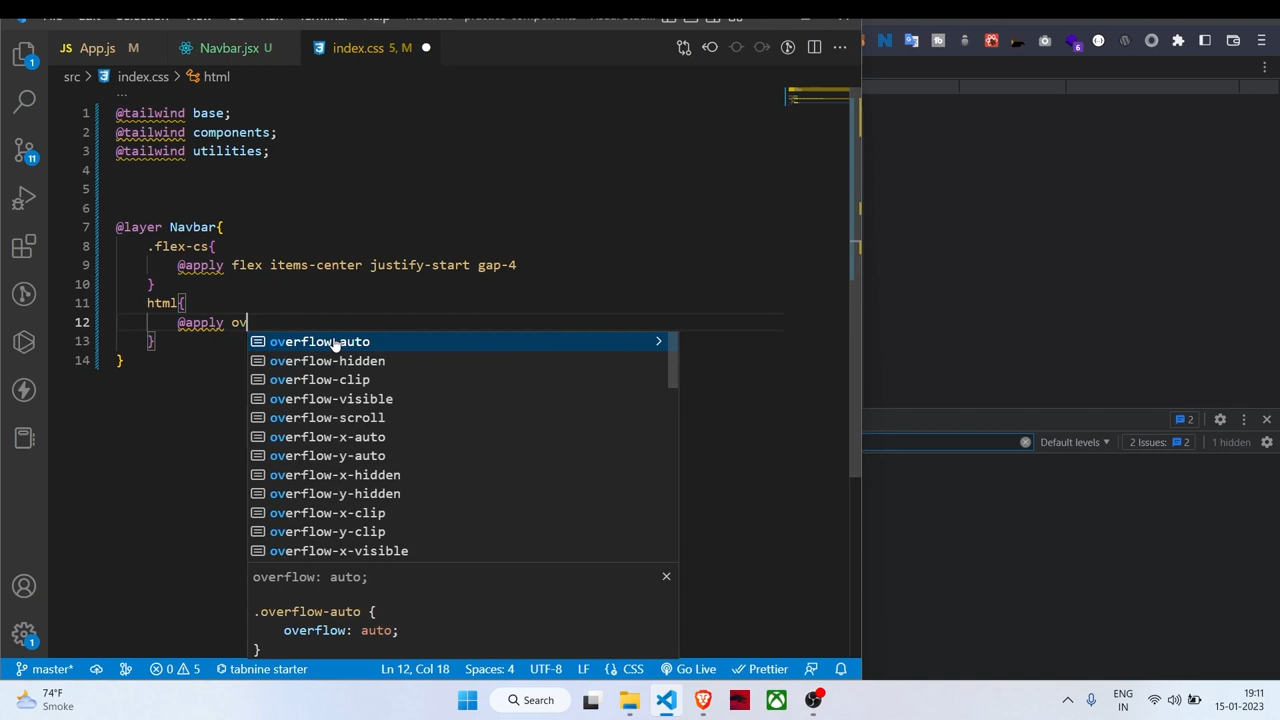 App.js M
Navbar.jsx U
index.css 5, M
src > index.css > html
...
1 @tailwind base;
2 @tailwind components;
3 @tailwind utilities;
4
5
6
7 @layer Navbar{
8 .flex-cs{
9 @apply flex items-center justify-start gap-4
10 }
11 html{
12 @apply ov
13 }
14 }
overflow-auto
overflow-hidden
overflow-clip
overflow-visible
overflow-scroll
overflow-x-auto
overflow-y-auto
overflow-x-hidden
overflow-y-hidden
overflow-x-clip
overflow-y-clip
overflow-x-visible
overflow: auto;
.overflow-auto {
overflow: auto;
}
1
11
1
6
2
Default levels
2 Issues: 2
1 hidden
master* 0 5 tabnine starter Ln 12, Col 18 Spaces: 4 UTF-8 LF {} CSS Go Live Prettier
74°F
Smoke
Search
ENG
IN
19:11
15-01-2023